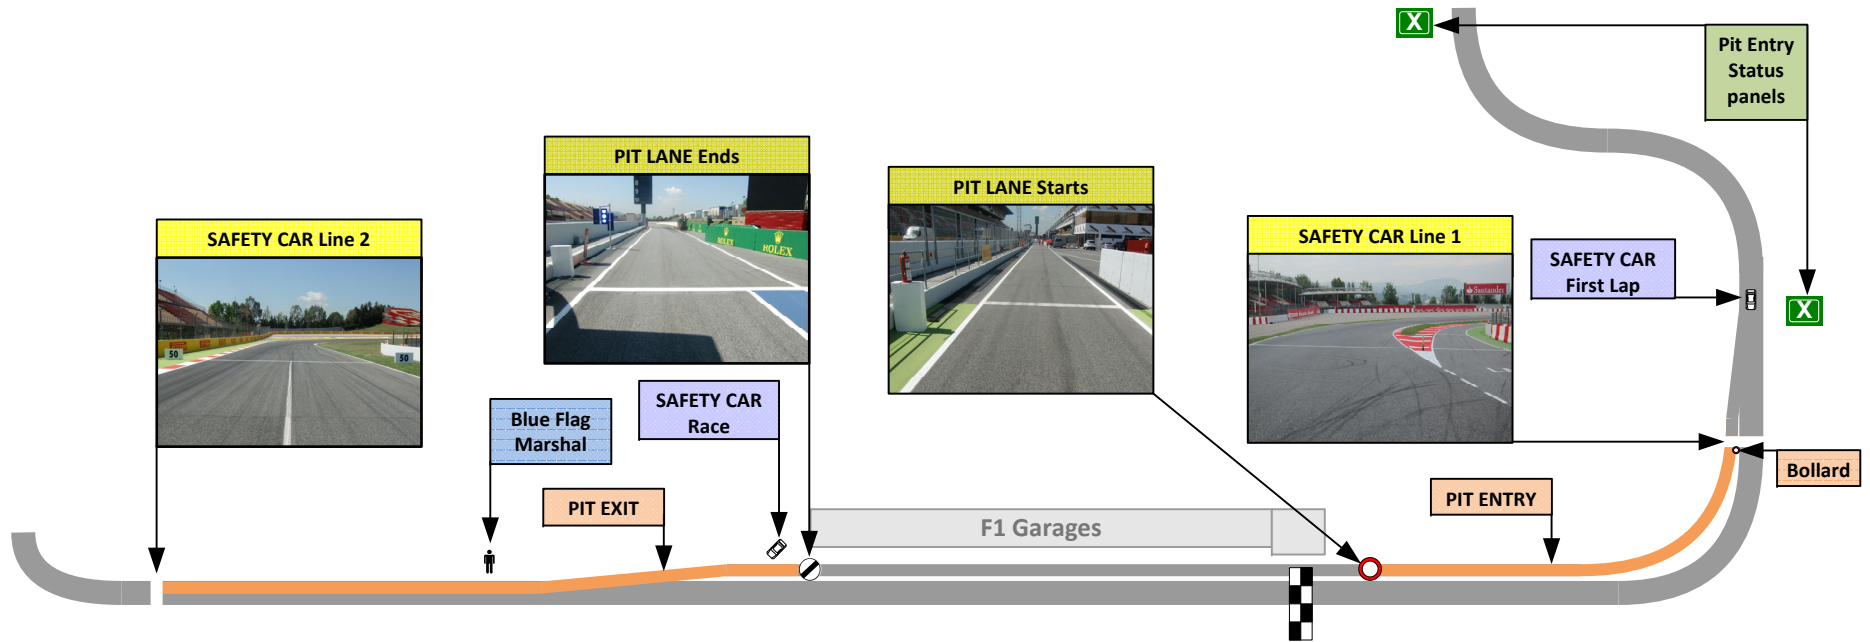 X
Pit Entry
Status
panels
PIT LANE Ends
ROLEX
ROLEX
PIT LANE Starts
SAFETY CAR Line 2
50
50
SAFETY CAR Line 1
Santander
SAFETY CAR
First Lap
X
SAFETY CAR
Race
Blue Flag
Marshal
PIT EXIT
F1 Garages
PIT ENTRY
Bollard